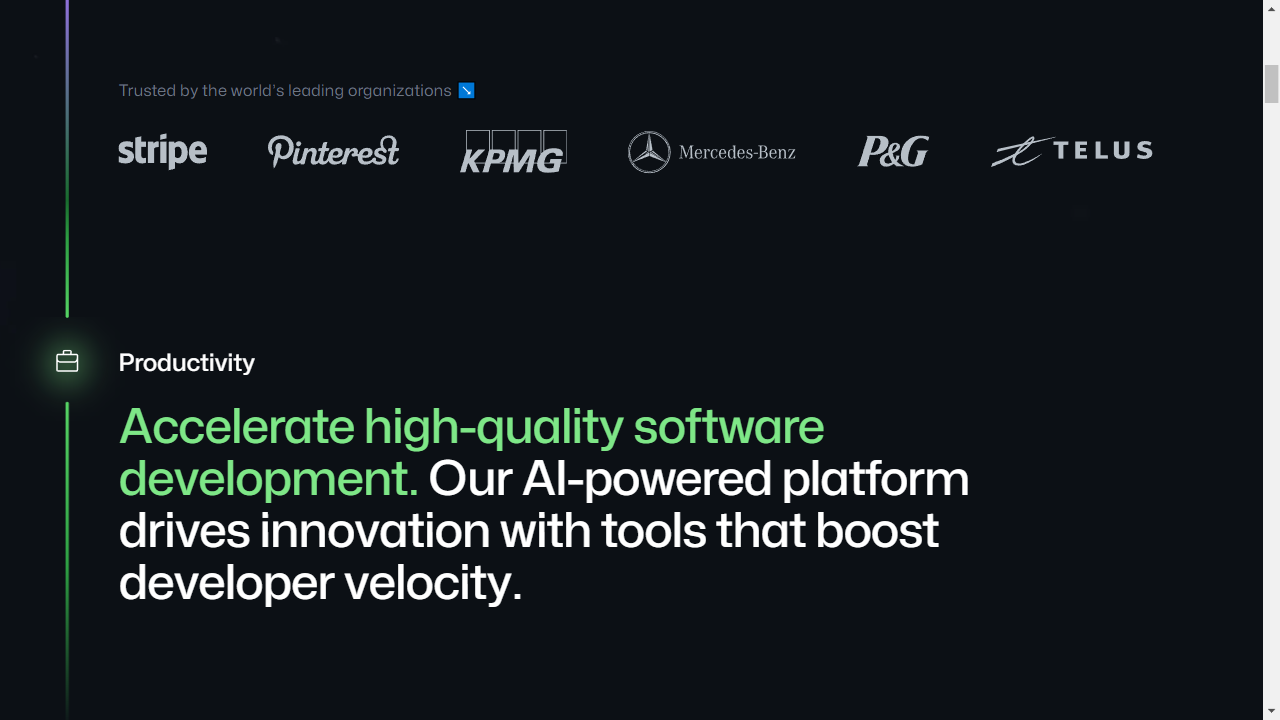 Trusted by the world's leading organizations ↘
stripe Pinterest KPMG Mercedes-Benz P&G TELUS
Productivity
Accelerate high-quality software
development. Our AI-powered platform
drives innovation with tools that boost
developer velocity.